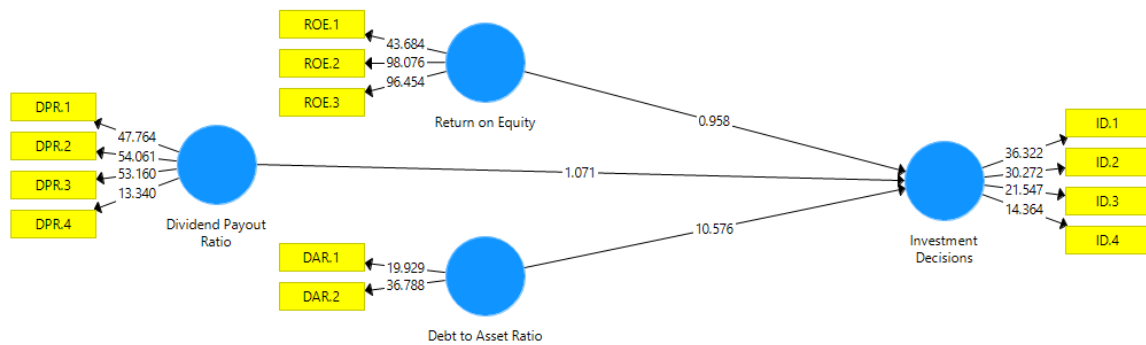 ROE.1
43.684
ROE.2
98.076
96.454
ROE.3
Return on Equity
DPR.1
47.764
DPR.2
54.061
53.160
DPR.3
13.340
DPR.4
Dividend Payout
Ratio
0.958
1.071
10.576
DAR.1
19.929
36.788
DAR.2
Debt to Asset Ratio
ID.1
36.322
ID.2
30.272
21.547
ID.3
14.364
ID.4
Investment
Decisions